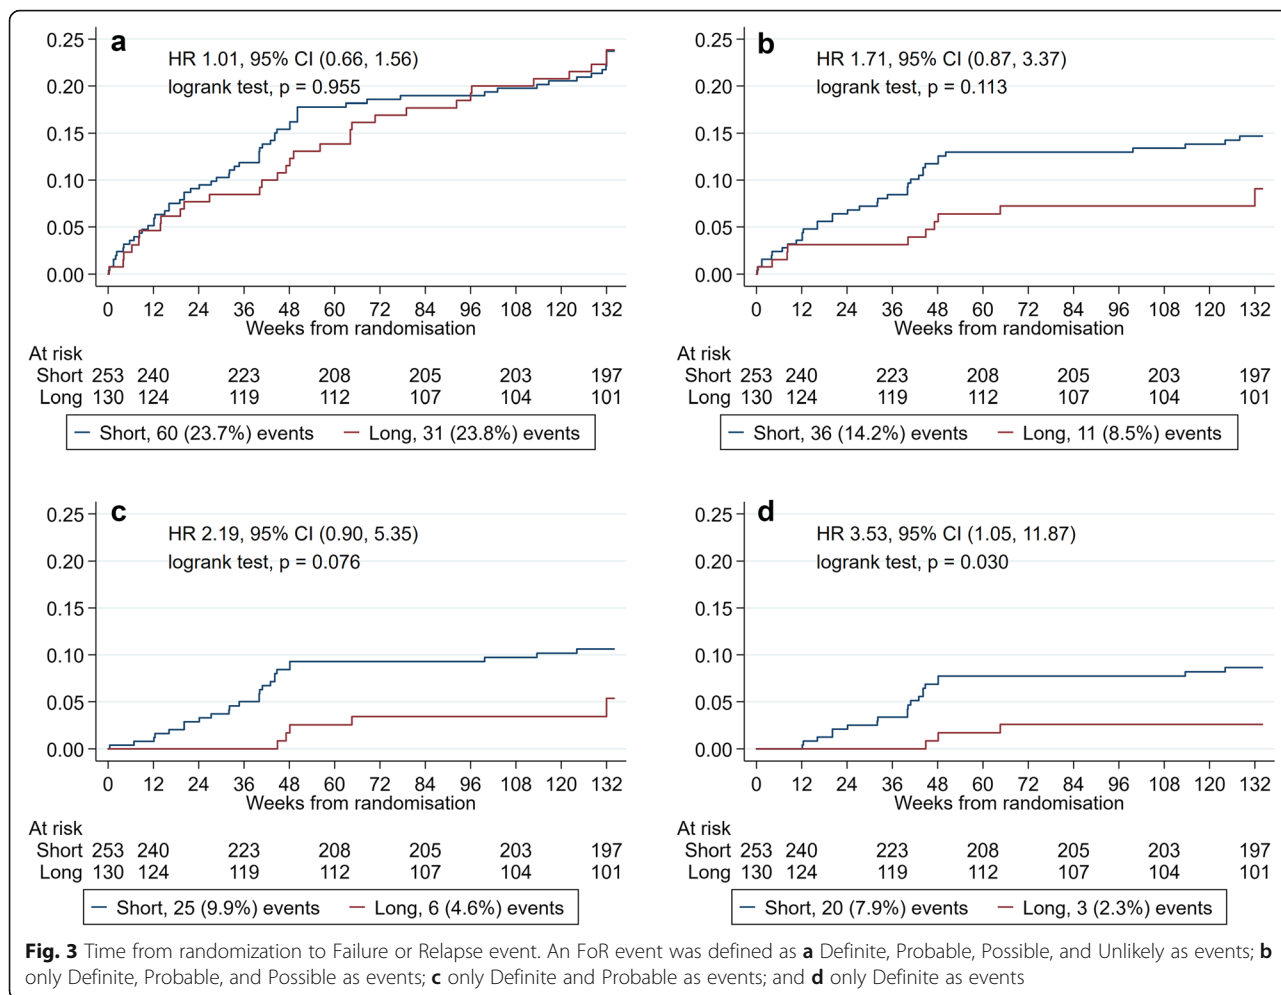 a
HR 1.01, 95% CI (0.66, 1.56)
logrank test, p = 0.955
0.25
0.20
0.15
0.10
0.05
0.00
0 12 24 36 48 60 72 84 96 108 120 132
Weeks from randomisation
At risk
Short 253 240 223 208 205 203 197
Long 130 124 119 112 107 104 101
Short, 60 (23.7%) events Long, 31 (23.8%) events
b
HR 1.71, 95% CI (0.87, 3.37)
logrank test, p = 0.113
0.25
0.20
0.15
0.10
0.05
0.00
0 12 24 36 48 60 72 84 96 108 120 132
Weeks from randomisation
At risk
Short 253 240 223 208 205 203 197
Long 130 124 119 112 107 104 101
Short, 36 (14.2%) events Long, 11 (8.5%) events
c
HR 2.19, 95% CI (0.90, 5.35)
logrank test, p = 0.076
0.25
0.20
0.15
0.10
0.05
0.00
0 12 24 36 48 60 72 84 96 108 120 132
Weeks from randomisation
At risk
Short 253 240 223 208 205 203 197
Long 130 124 119 112 107 104 101
Short, 25 (9.9%) events Long, 6 (4.6%) events
d
HR 3.53, 95% CI (1.05, 11.87)
logrank test, p = 0.030
0.25
0.20
0.15
0.10
0.05
0.00
0 12 24 36 48 60 72 84 96 108 120 132
Weeks from randomisation
At risk
Short 253 240 223 208 205 203 197
Long 130 124 119 112 107 104 101
Short, 20 (7.9%) events Long, 3 (2.3%) events
Fig. 3 Time from randomization to Failure or Relapse event. An FoR event was defined as a Definite, Probable, Possible, and Unlikely as events; b
only Definite, Probable, and Possible as events; c only Definite and Probable as events; and d only Definite as events